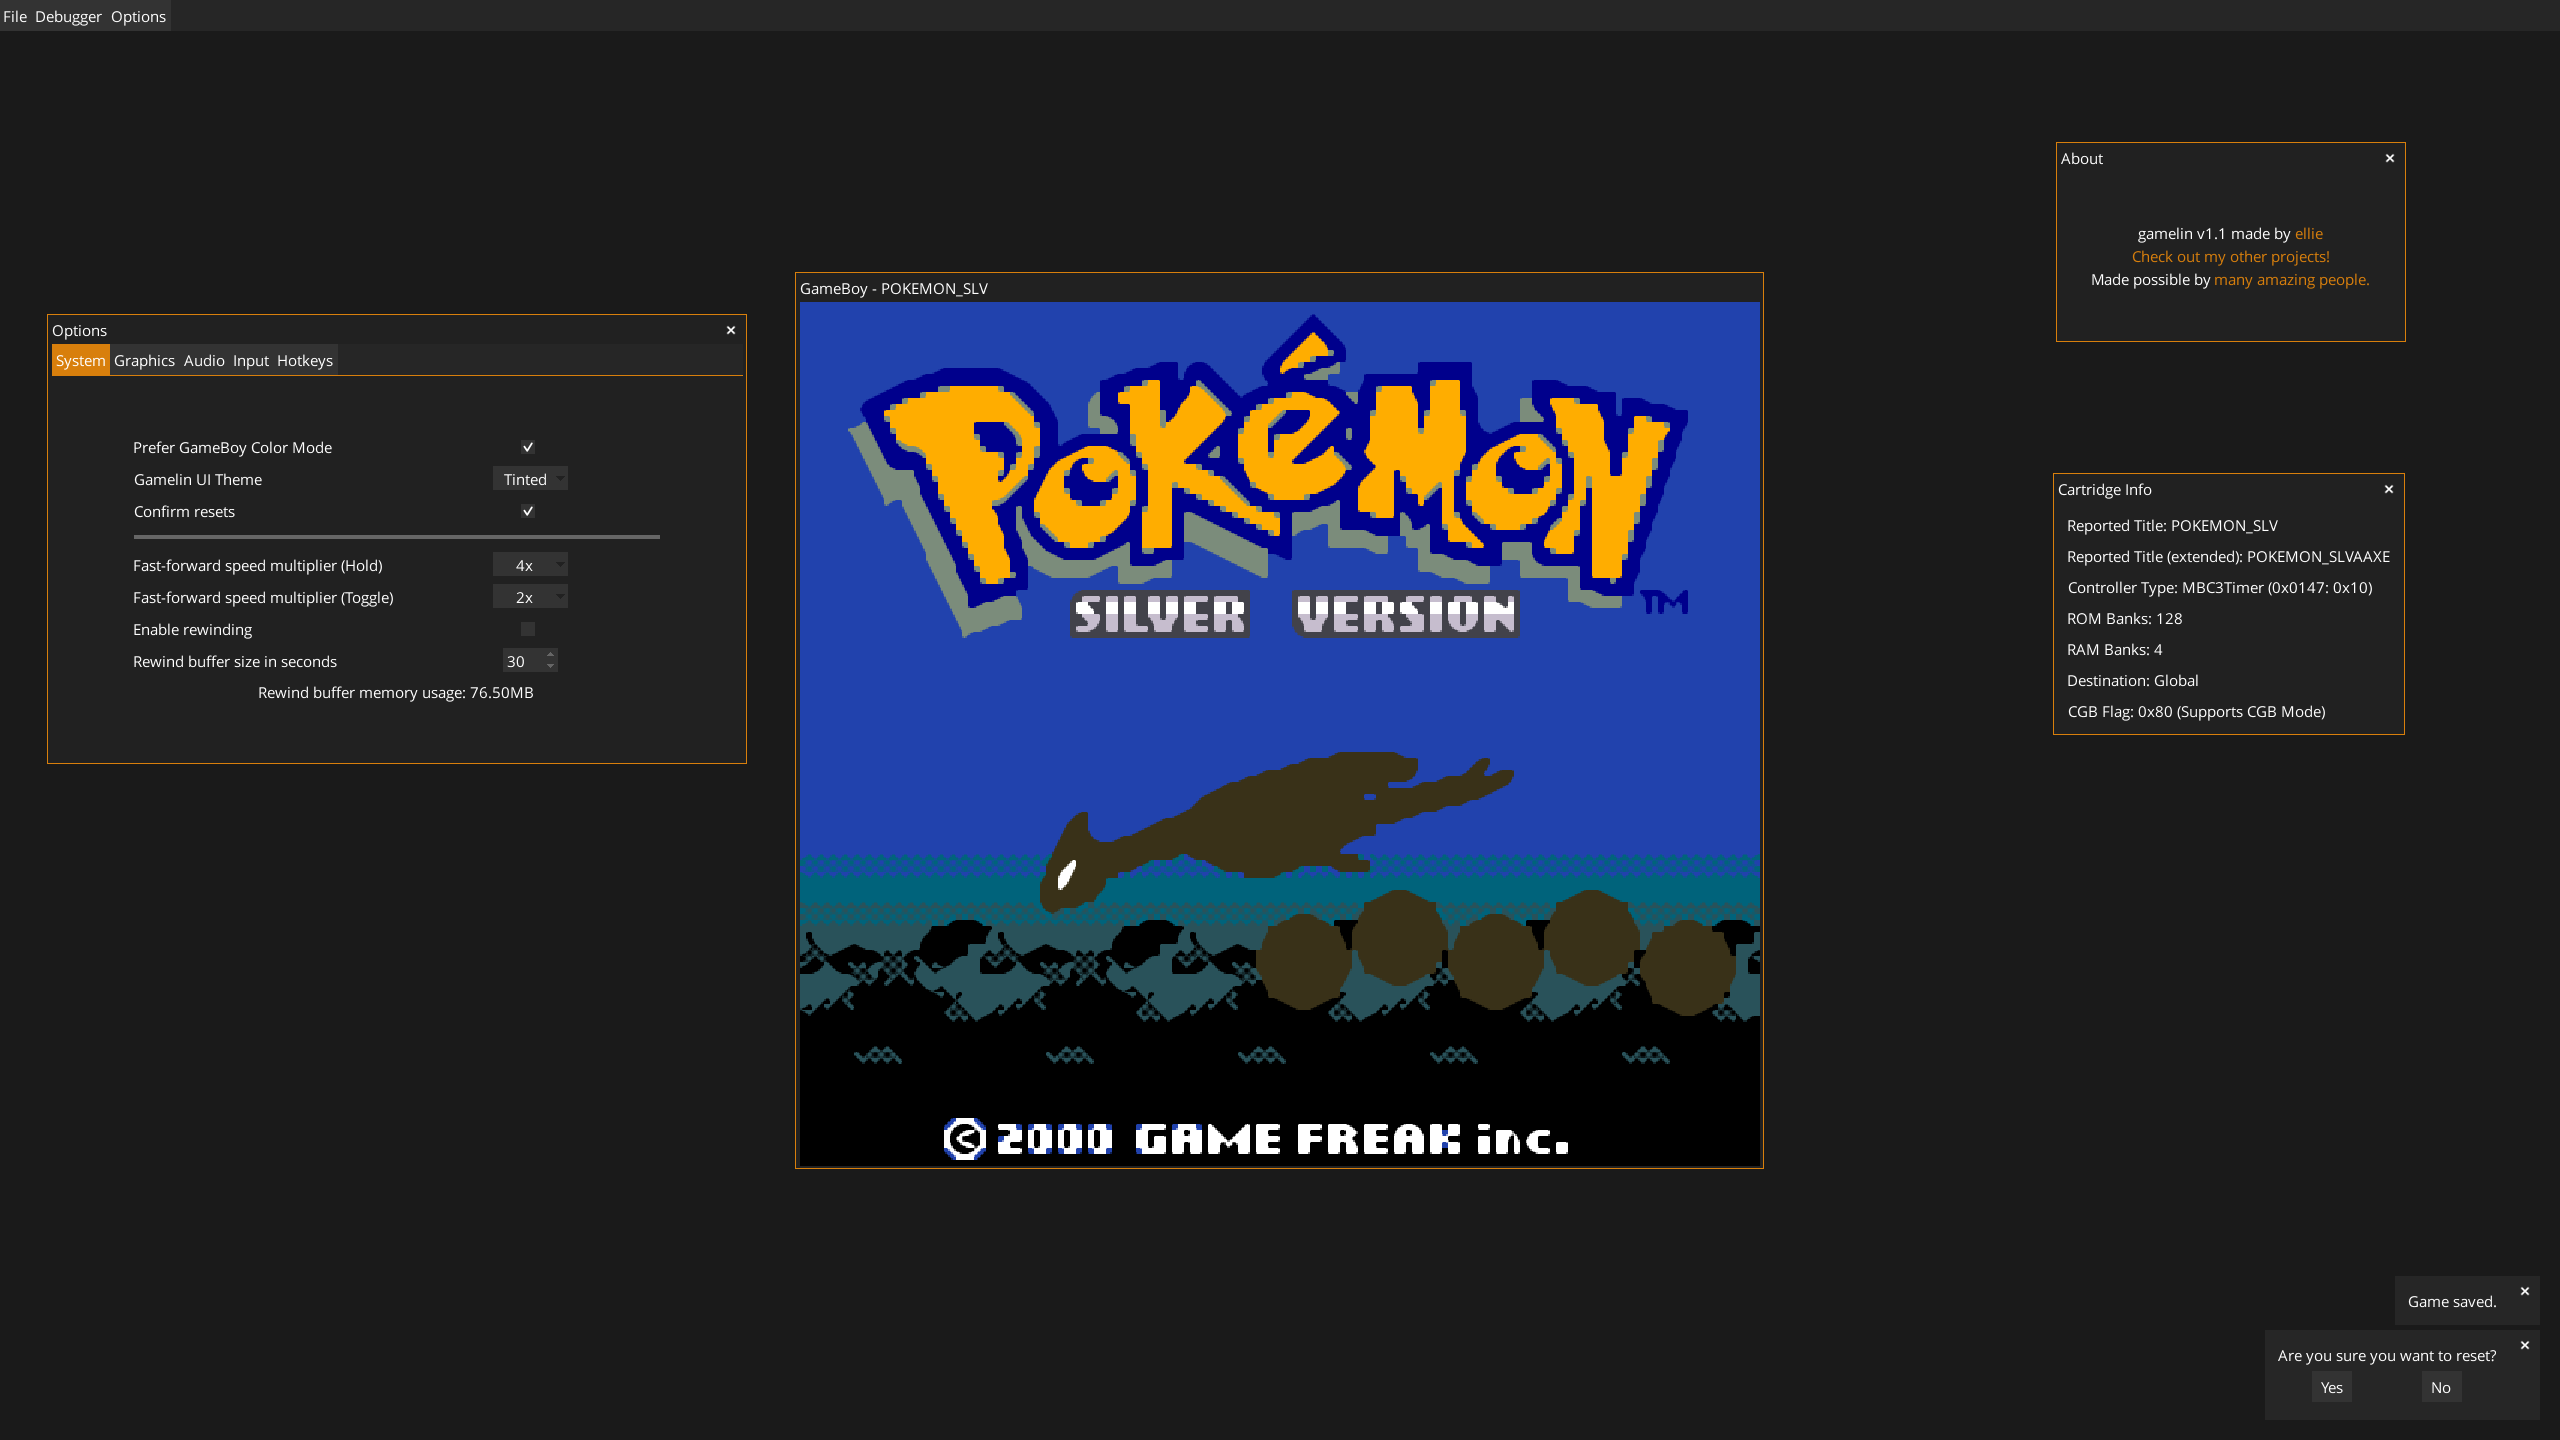 File Debugger Options
Options
System Graphics Audio Input Hotkeys
Prefer GameBoy Color Mode
Gamelin UI Theme Tinted
Confirm resets
Fast-forward speed multiplier (Hold) 4x
Fast-forward speed multiplier (Toggle) 2x
Enable rewinding
Rewind buffer size in seconds 30
Rewind buffer memory usage: 76.50MB
GameBoy - POKEMON_SLV
POKéMON
TM
SILVER VERSION
© 2000 GAME FREAK inc.
About
gamelin v1.1 made by ellie
Check out my other projects!
Made possible by many amazing people.
Cartridge Info
Reported Title: POKEMON_SLV
Reported Title (extended): POKEMON_SLVAAXE
Controller Type: MBC3Timer (0x0147: 0x10)
ROM Banks: 128
RAM Banks: 4
Destination: Global
CGB Flag: 0x80 (Supports CGB Mode)
Game saved.
Are you sure you want to reset?
Yes No